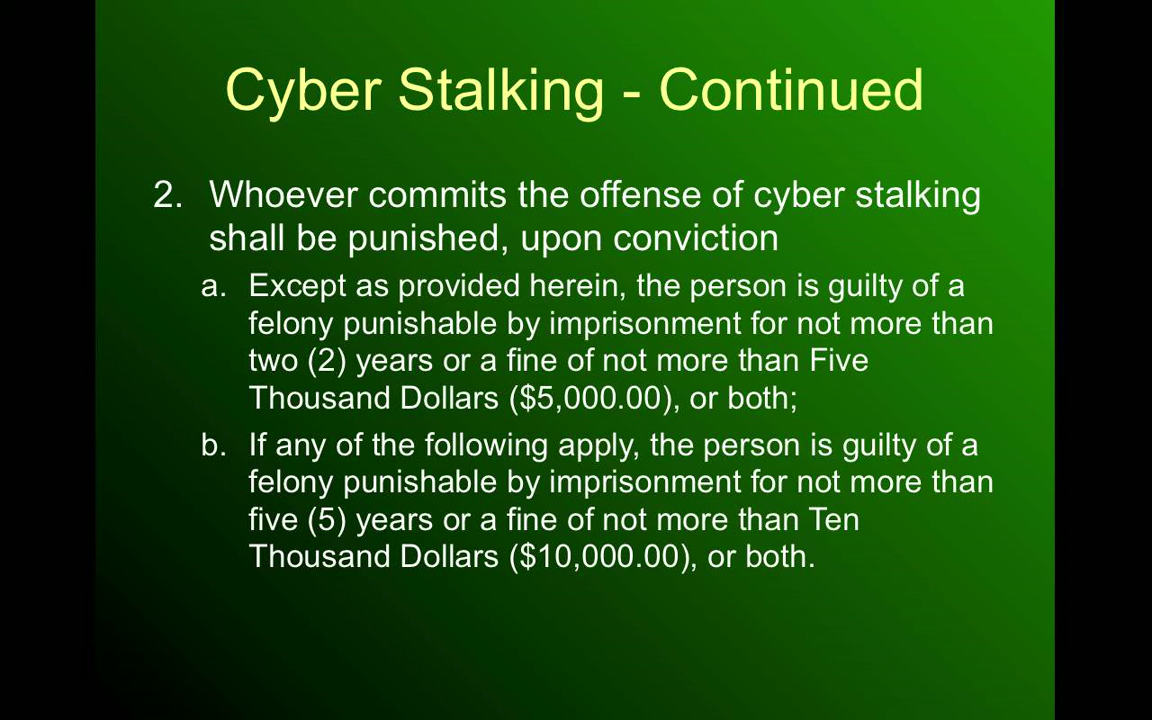 Cyber Stalking - Continued
2. Whoever commits the offense of cyber stalking
shall be punished, upon conviction
a. Except as provided herein, the person is guilty of a
felony punishable by imprisonment for not more than
two (2) years or a fine of not more than Five
Thousand Dollars ($5,000.00), or both;
b. If any of the following apply, the person is guilty of a
felony punishable by imprisonment for not more than
five (5) years or a fine of not more than Ten
Thousand Dollars ($10,000.00), or both.